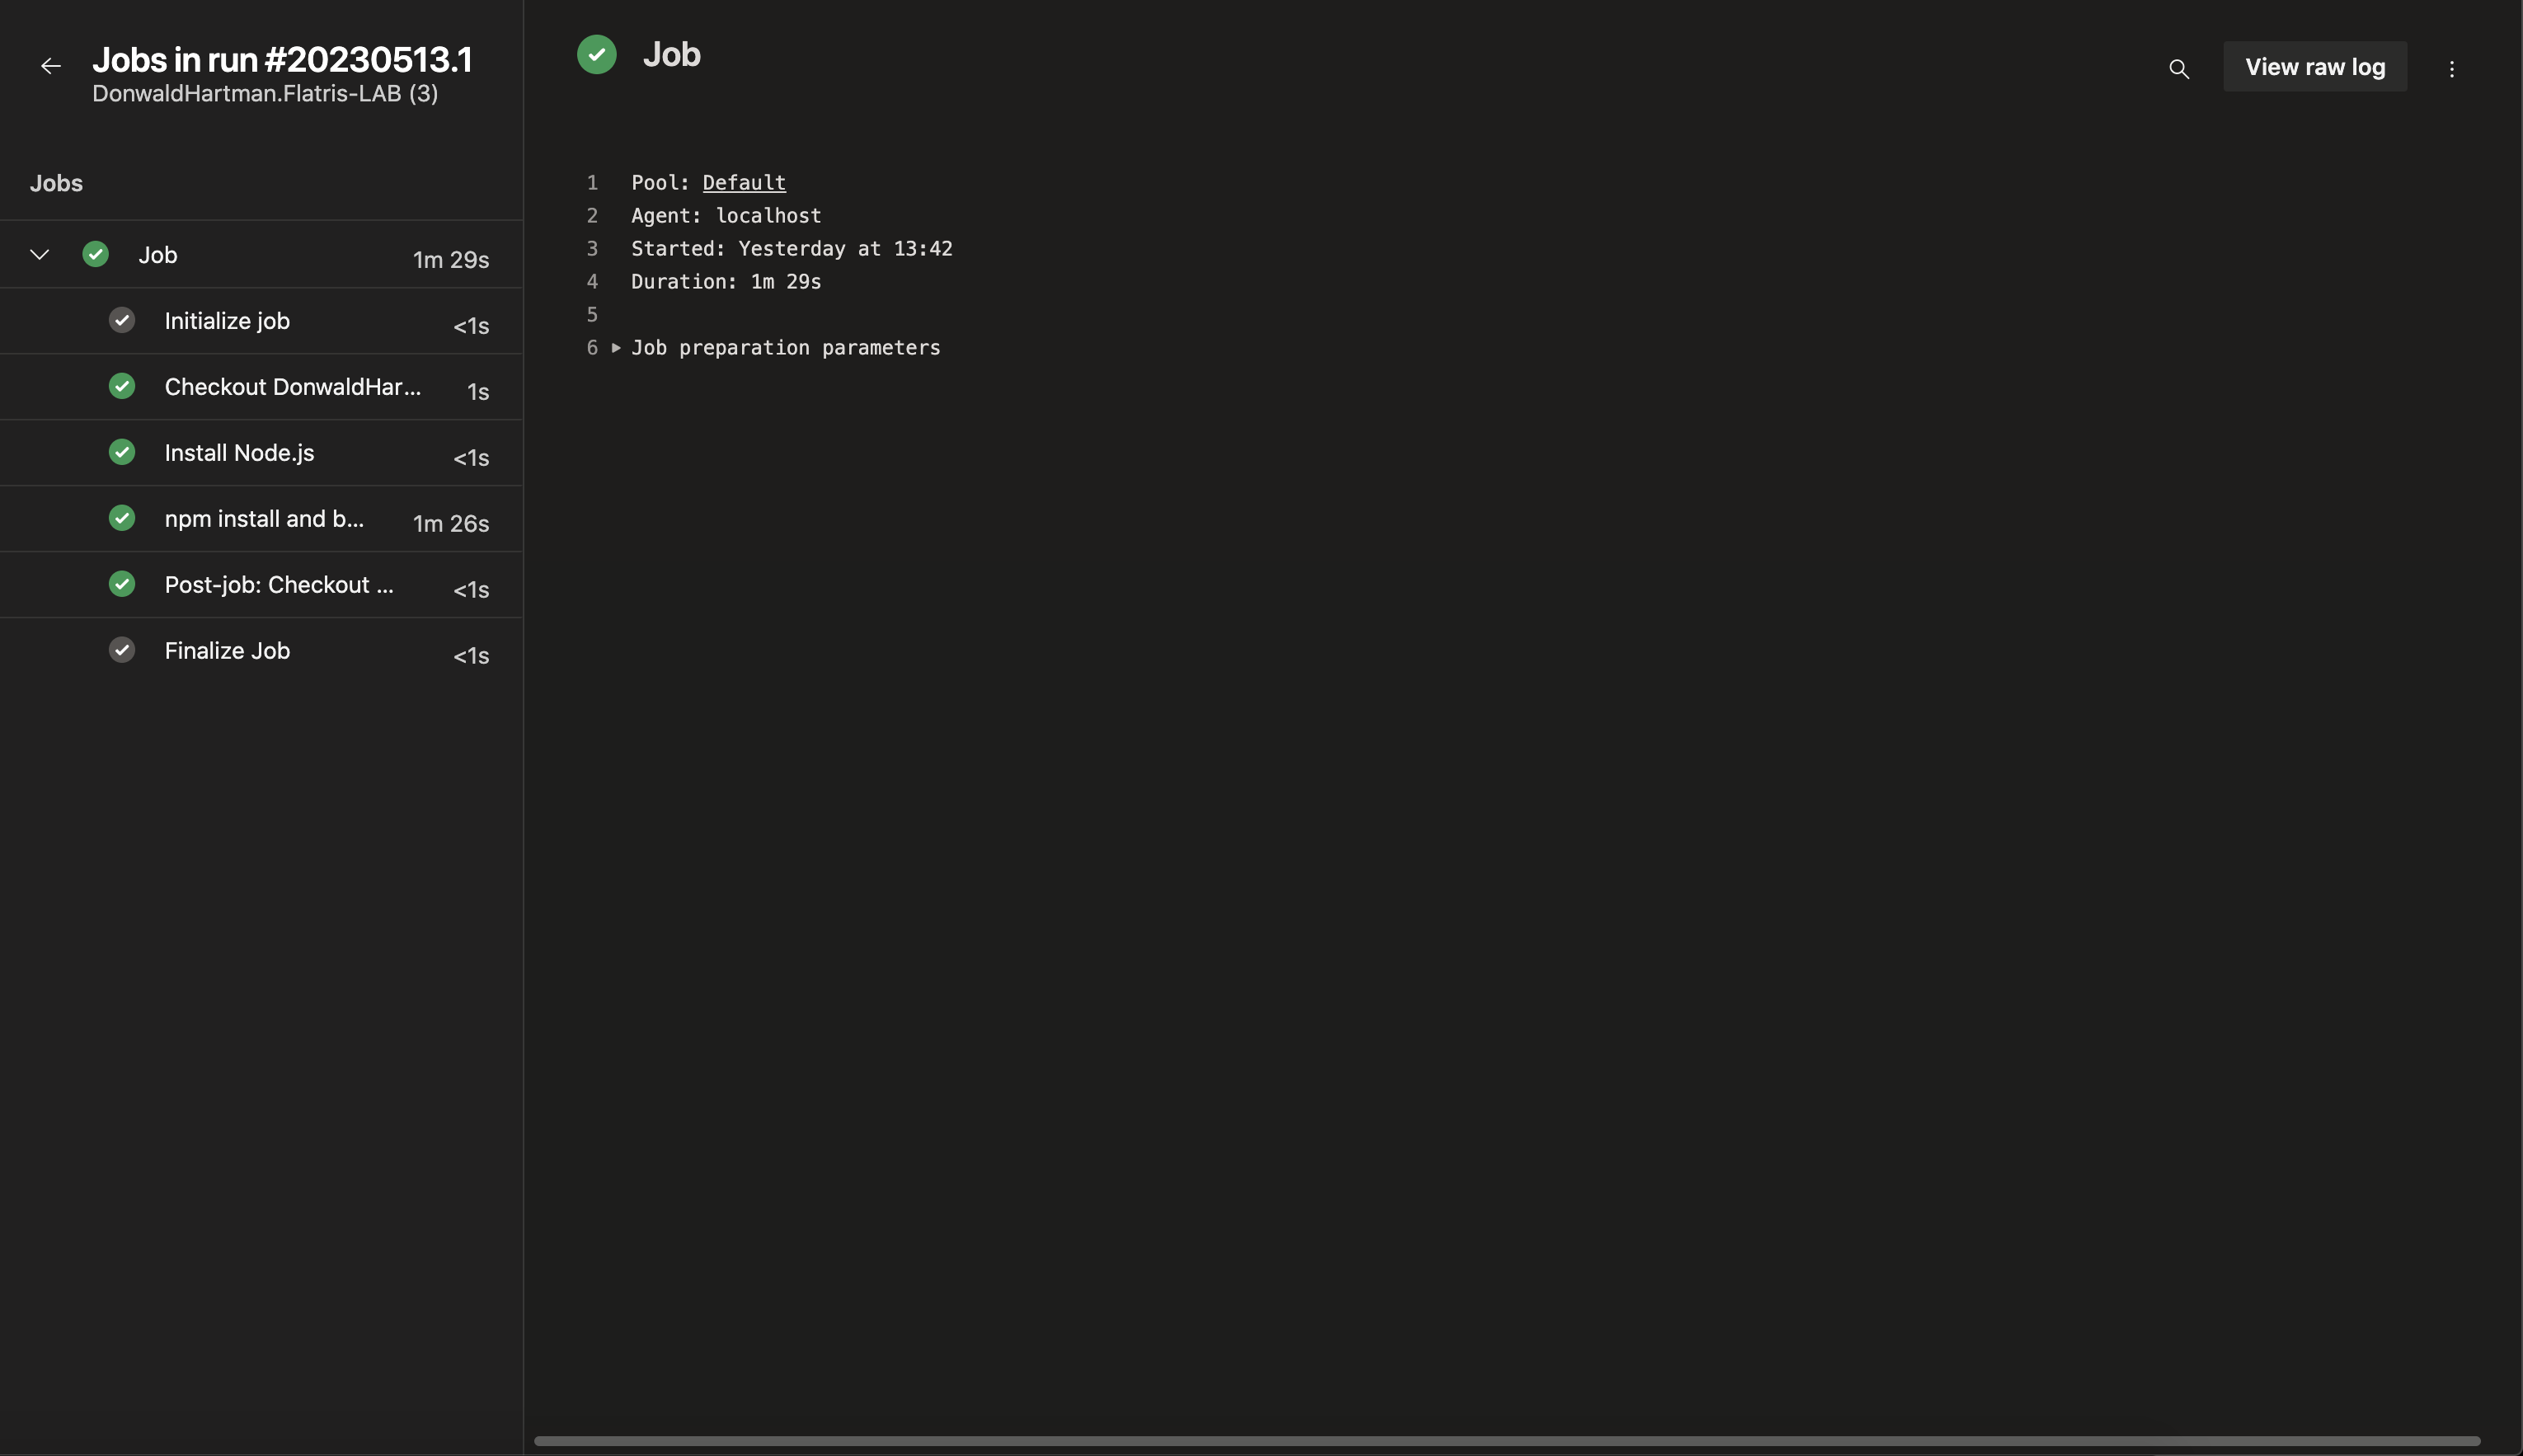 Jobs in run #20230513.1
DonwaldHartman.Flatris-LAB (3)
Jobs
Job 1m 29s
Initialize job <1s
Checkout DonwaldHar... 1s
Install Node.js <1s
npm install and b... 1m 26s
Post-job: Checkout ... <1s
Finalize Job <1s
Job
View raw log
1 Pool: Default
2 Agent: localhost
3 Started: Yesterday at 13:42
4 Duration: 1m 29s
5
6 Job preparation parameters